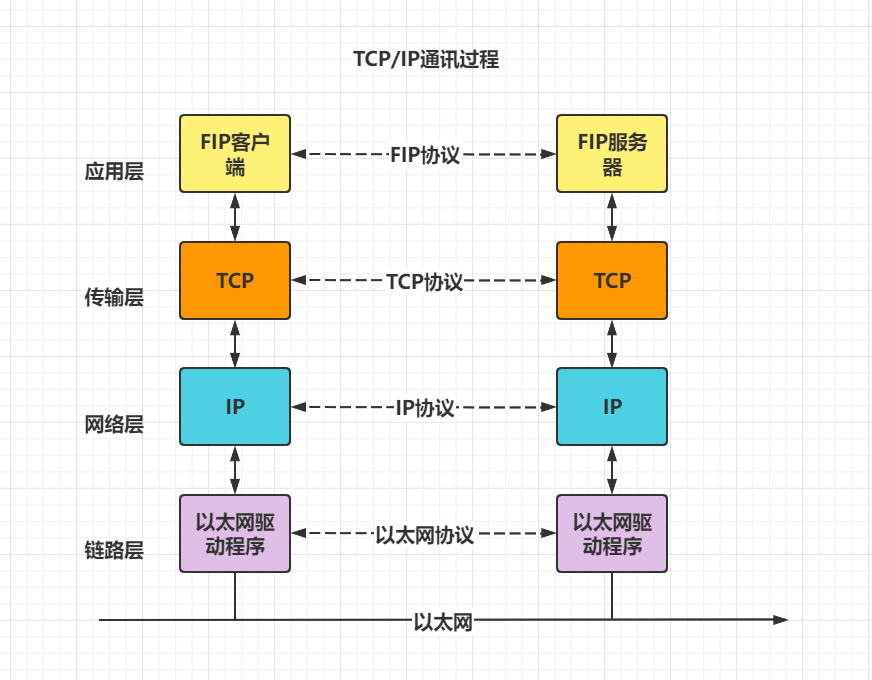 TCP/IP通讯过程
应用层
FIP客户
端
FIP协议
FIP服务
器
传输层
TCP
TCP协议
TCP
网络层
IP
IP协议
IP
链路层
以太网驱
动程序
以太网协议
以太网驱
动程序
以太网